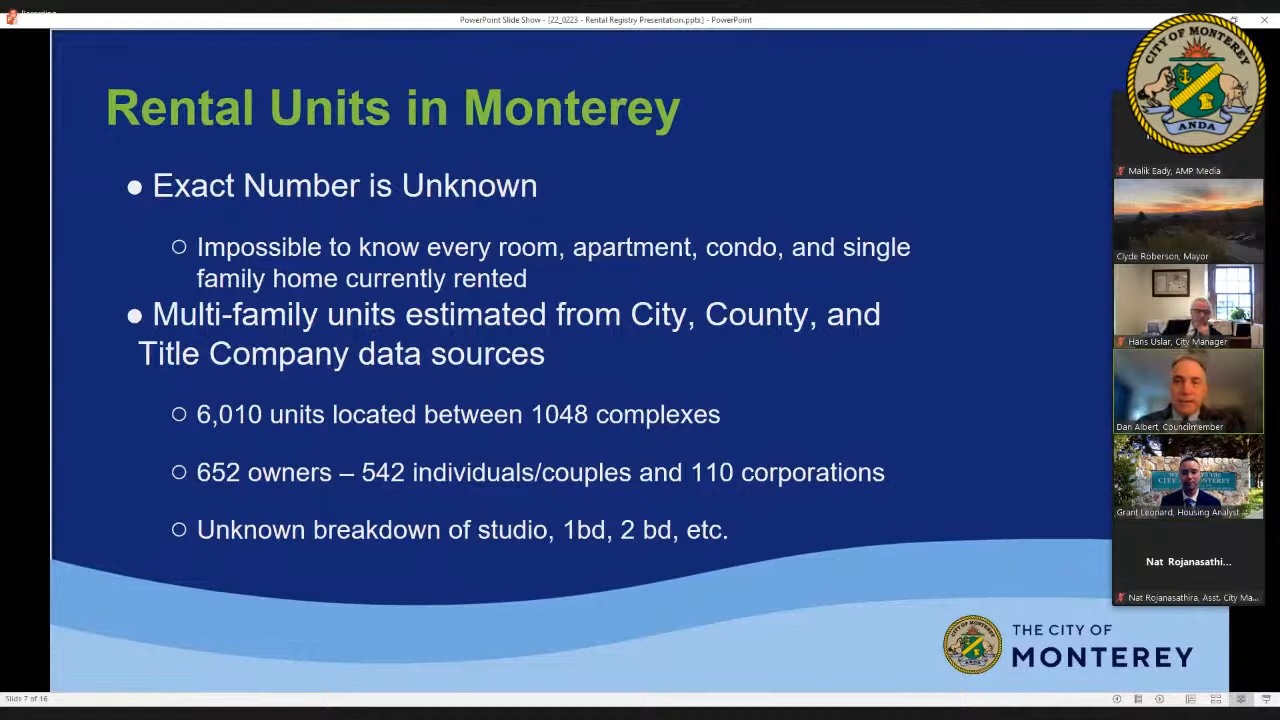 Recording
PowerPoint Slide Show - [22_0223 - Rental Registry Presentation.pptx] - PowerPoint
Rental Units in Monterey
● Exact Number is Unknown
○ Impossible to know every room, apartment, condo, and single
family home currently rented
● Multi-family units estimated from City, County, and
Title Company data sources
○ 6,010 units located between 1048 complexes
○ 652 owners – 542 individuals/couples and 110 corporations
○ Unknown breakdown of studio, 1bd, 2 bd, etc.
THE CITY OF
MONTEREY
Slide 7 of 16
CITY OF MONTEREY
ANDA
Malik Eady, AMP Media
Clyde Roberson, Mayor
Hans Uslar, City Manager
Dan Albert, Councilmember
Grant Leonard, Housing Analyst
Nat Rojanasathi...
Nat Rojanasathira, Asst. City Ma...